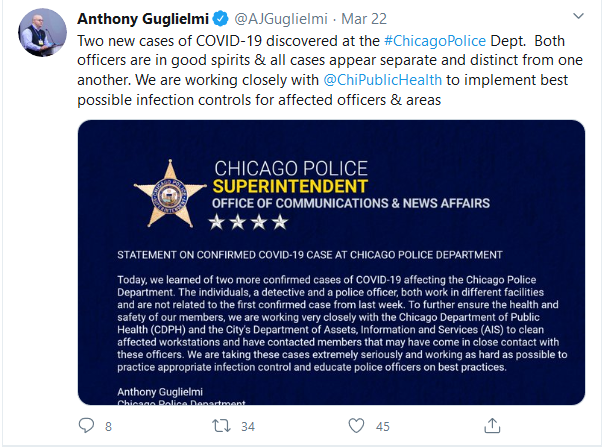 Anthony Guglielmi @AJGuglielmi · Mar 22
Two new cases of COVID-19 discovered at the #ChicagoPolice Dept. Both
officers are in good spirits & all cases appear separate and distinct from one
another. We are working closely with @ChiPublicHealth to implement best
possible infection controls for affected officers & areas
CHICAGO POLICE
SUPERINTENDENT
OFFICE OF COMMUNICATIONS & NEWS AFFAIRS
STATEMENT ON CONFIRMED COVID-19 CASE AT CHICAGO POLICE DEPARTMENT
Today, we learned of two more confirmed cases of COVID-19 affecting the Chicago Police
Department. The individuals, a detective and a police officer, both work in different facilities
and are not related to the first confirmed case from last week. To further ensure the health and
safety of our members, we are working very closely with the Chicago Department of Public
Health (CDPH) and the City's Department of Assets, Information and Services (AIS) to clean
affected workstations and have contacted members that may have come in close contact with
these officers. We are taking these cases extremely seriously and working as hard as possible to
practice appropriate infection control and educate police officers on best practices.
Anthony Guglielmi
Chicago Police Department
8 34 45